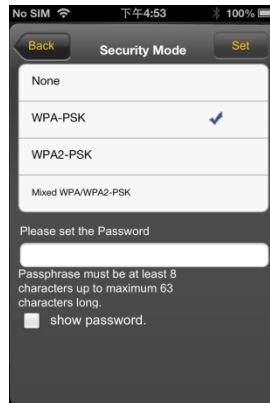 No SIM 下午4:53 100%
Back Security Mode Set
None
WPA-PSK
WPA2-PSK
Mixed WPA/WPA2-PSK
Please set the Password
Passphrase must be at least 8
characters up to maximum 63
characters long.
show password.